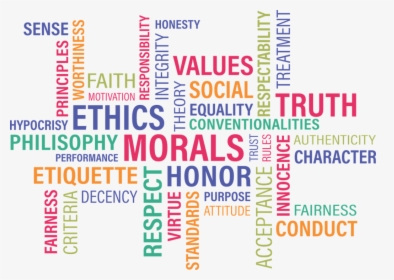 SENSE
PRINCIPLES
WORTHINESS
FAITH
MOTIVATION
RESPONSIBILITY
HONESTY
INTEGRITY
VALUES
THEORY
SOCIAL
EQUALITY
RESPECTABILITY
TREATMENT
TRUTH
HYPOCRISY
ETHICS
CONVENTIONALITIES
PHILISOPHY
PERFORMANCE
MORALS
TRUST
RULES
INNOCENCE
AUTHENTICITY
CHARACTER
ETIQUETTE
RESPECT
HONOR
ACCEPTANCE
FAIRNESS
CRITERIA
DECENCY
VIRTUE
STANDARDS
PURPOSE
ATTITUDE
FAIRNESS
CONDUCT